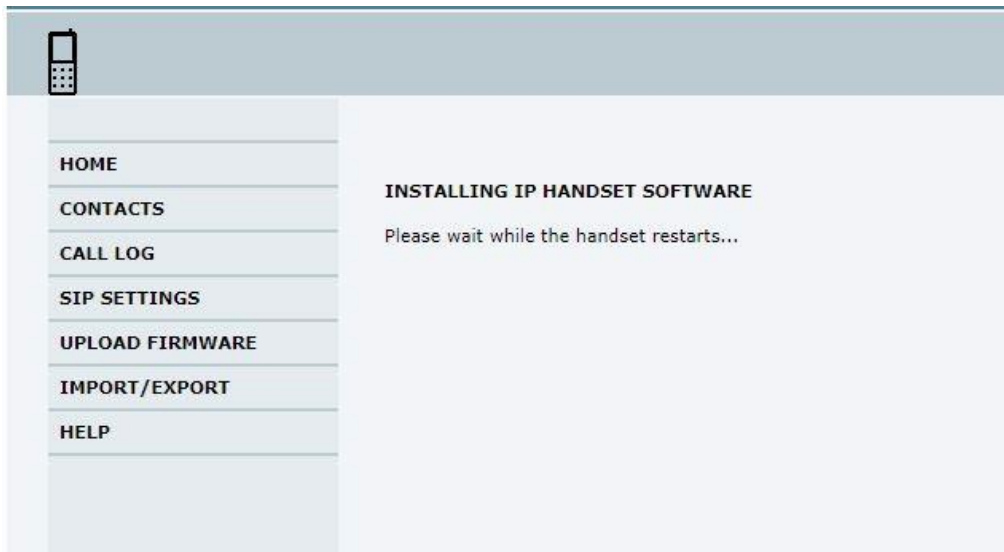 HOME
CONTACTS
CALL LOG
SIP SETTINGS
UPLOAD FIRMWARE
IMPORT/EXPORT
HELP
INSTALLING IP HANDSET SOFTWARE
Please wait while the handset restarts...